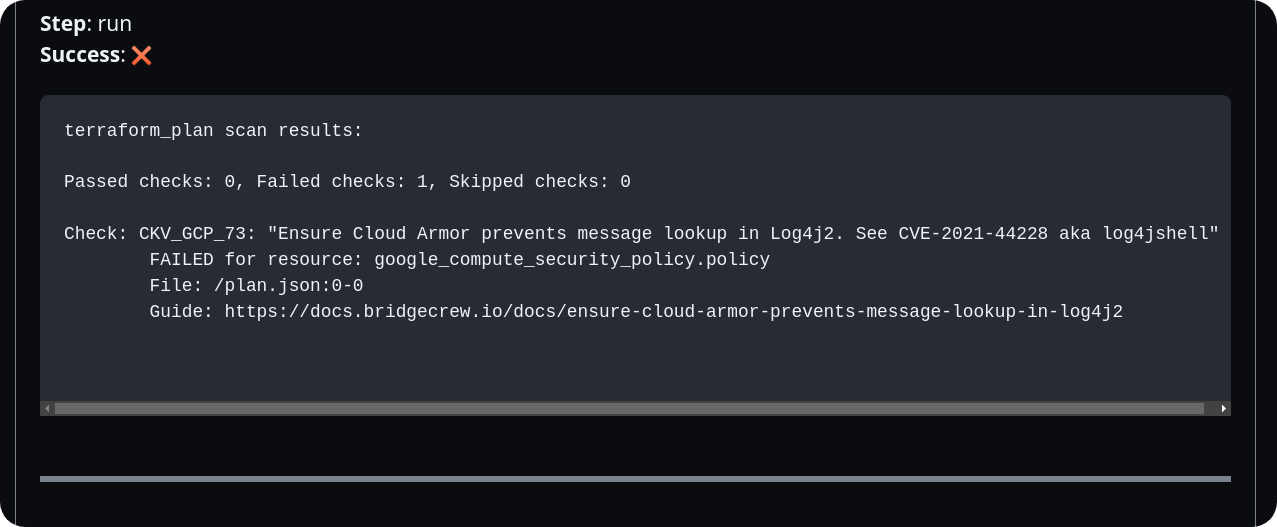 Step: run
Success: ❌
terraform_plan scan results:
Passed checks: 0, Failed checks: 1, Skipped checks: 0
Check: CKV_GCP_73: "Ensure Cloud Armor prevents message lookup in Log4j2. See CVE-2021-44228 aka log4jshell"
FAILED for resource: google_compute_security_policy.policy
File: /plan.json:0-0
Guide: https://docs.bridgecrew.io/docs/ensure-cloud-armor-prevents-message-lookup-in-log4j2